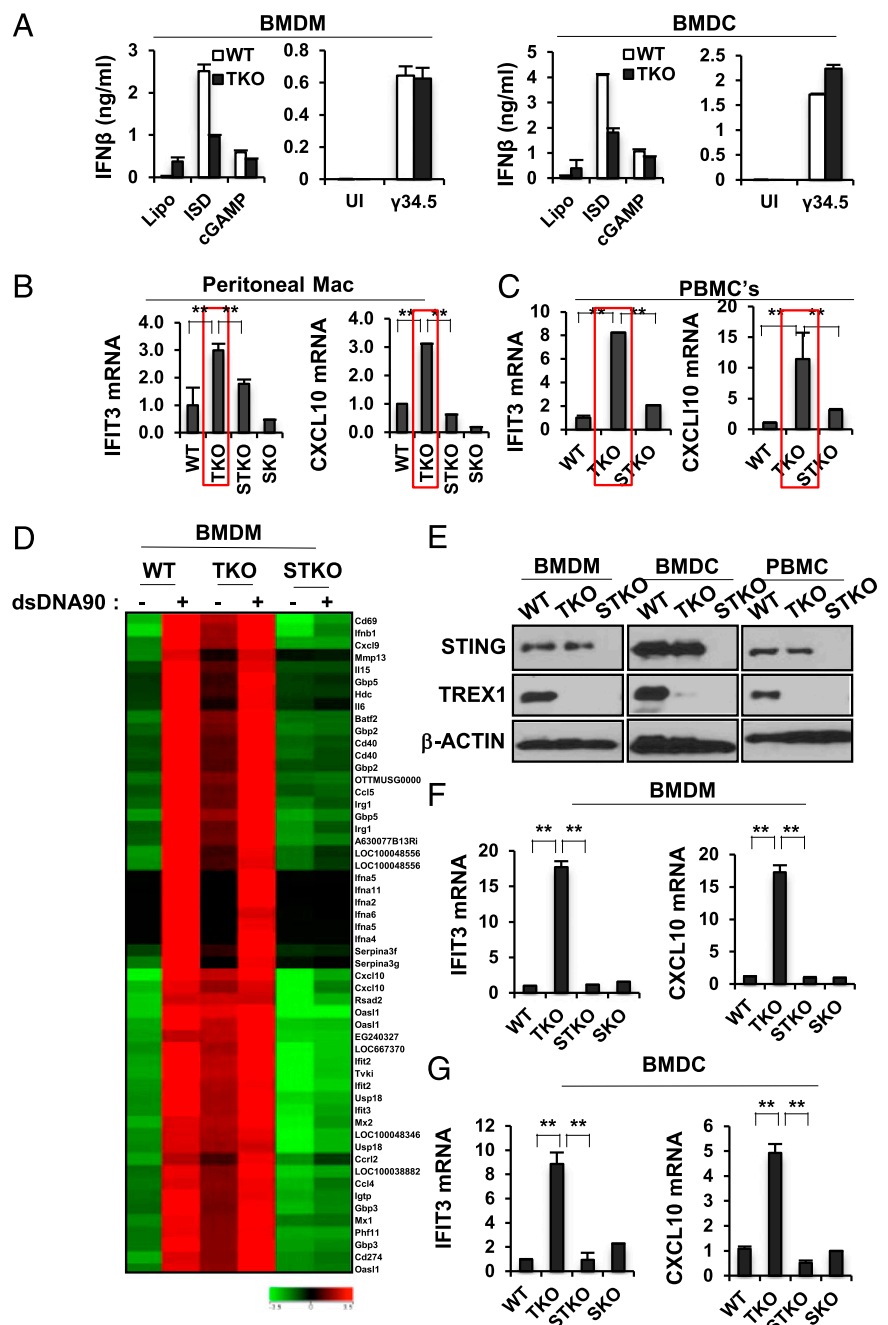 A
BMDM
BMDC
IFNβ (ng/ml)
3
2
1
0
WT
TKO
Lipo
ISD
cGAMP
0.8
0.6
0.4
0.2
0
UI
γ34.5
IFNβ (ng/ml)
5
4
3
2
1
0
WT
TKO
Lipo
ISD
cGAMP
2.5
2
1.5
1
0.5
0
UI
γ34.5
B
Peritoneal Mac
IFIT3 mRNA
4.0
3.0
2.0
1.0
0.0
** **
WT
TKO
STKO
SKO
CXCL10 mRNA
4.0
3.0
2.0
1.0
0.0
** **
WT
TKO
STKO
SKO
C
PBMC's
IFIT3 mRNA
10
8
6
4
2
0
** **
WT
TKO
STKO
CXCLI10 mRNA
20
15
10
5
0
** **
WT
TKO
STKO
D
BMDM
WT TKO STKO
dsDNA90 : - + - + - +
Cd69
Ifnb1
Cxcl9
Mmp13
Il15
Gbp5
Hdc
Il6
Batf2
Gbp2
Cd40
Cd40
Gbp2
OTTMUSG0000
Ccl5
Irg1
Gbp5
Irg1
A630077B13Ri
LOC100048556
LOC100048556
Ifna5
Ifna11
Ifna2
Ifna6
Ifna5
Ifna4
Serpina3f
Serpina3g
Cxcl10
Cxcl10
Rsad2
Oasl1
Oasl1
EG240327
LOC667370
Ifit2
Tvki
Ifit2
Usp18
Ifit3
Mx2
LOC100048346
Usp18
Ccrl2
LOC100038882
Ccl4
Igtp
Gbp3
Mx1
Phf11
Gbp3
Cd274
Oasl1
-3.5 0 3.5
E
BMDM BMDC PBMC
WT TKO STKO WT TKO STKO WT TKO STKO
STING
TREX1
β-ACTIN
F
BMDM
IFIT3 mRNA
20
15
10
5
0
** **
WT
TKO
STKO
SKO
CXCL10 mRNA
20
15
10
5
0
** **
WT
TKO
STKO
SKO
G
BMDC
IFIT3 mRNA
12
10
8
6
4
2
0
** **
WT
TKO
STKO
SKO
CXCL10 mRNA
6
5
4
3
2
1
0
** **
WT
TKO
STKO
SKO